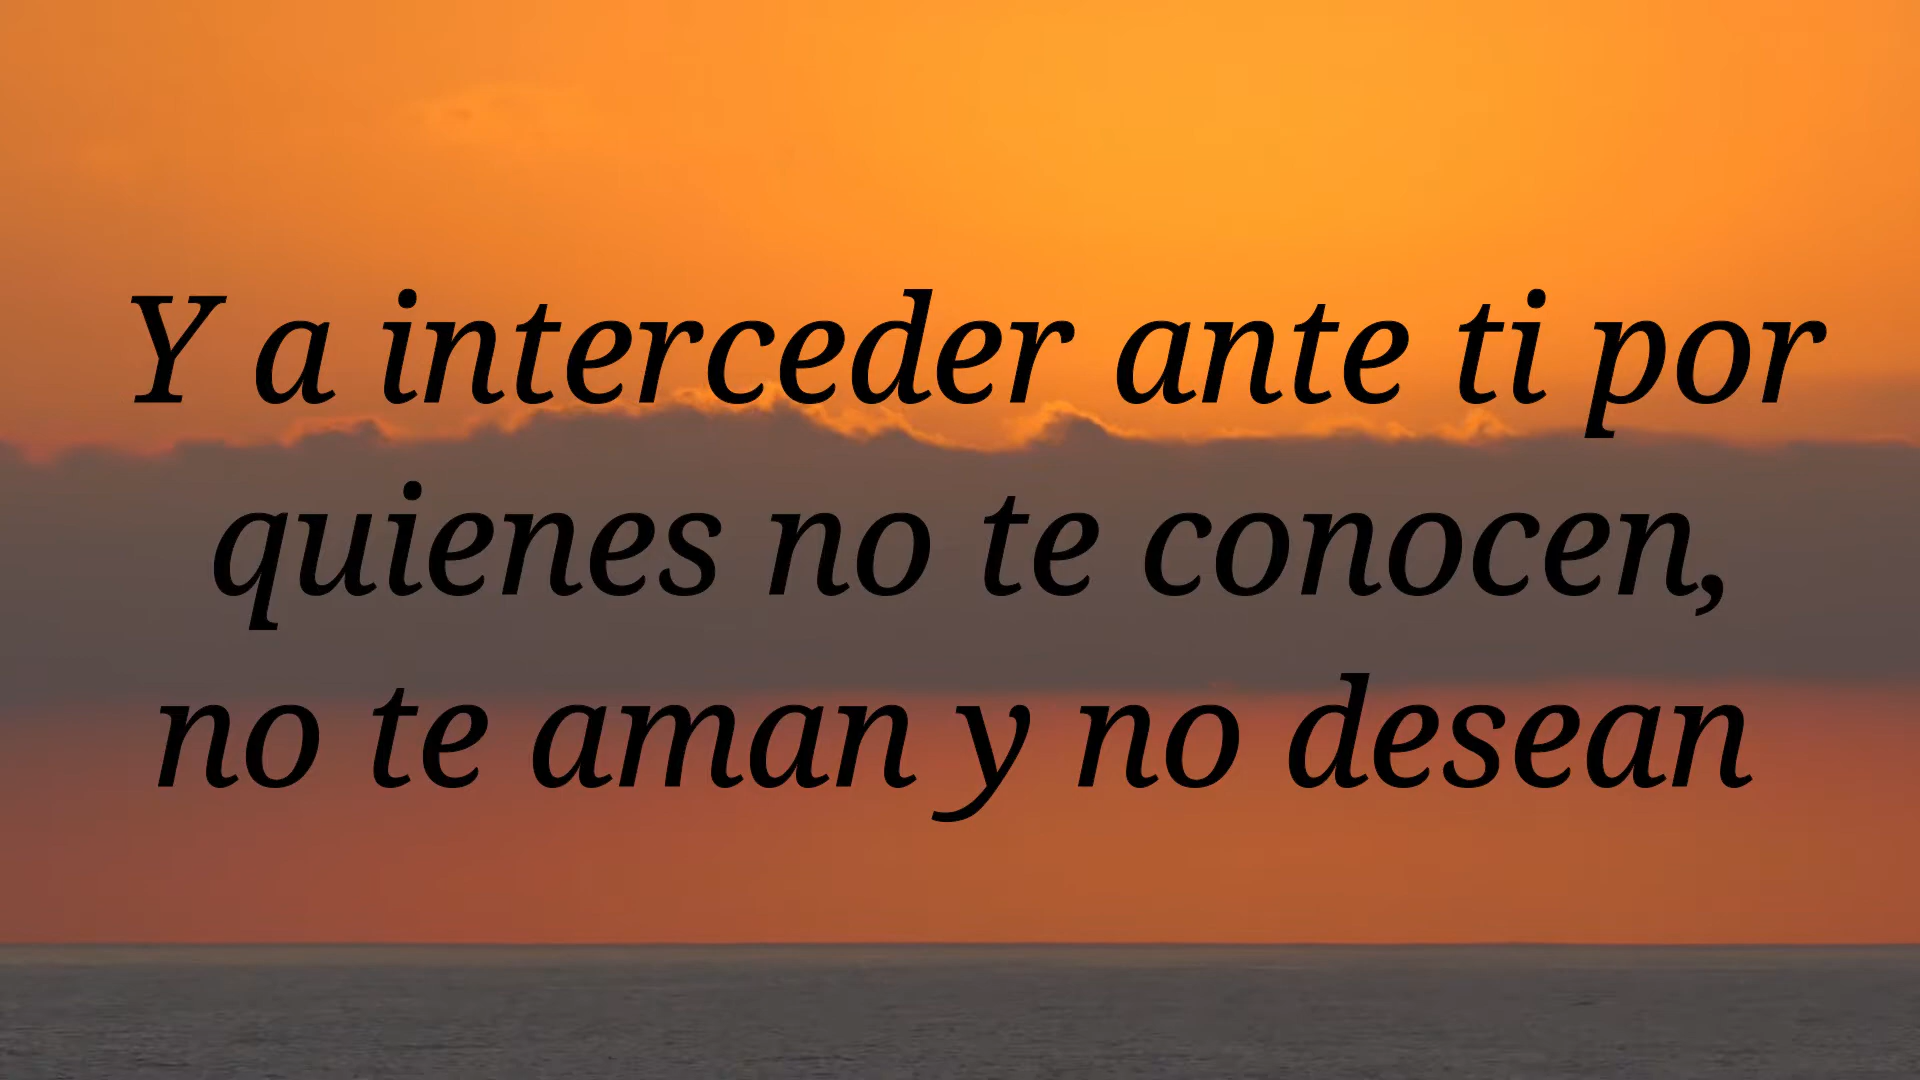 Y a interceder ante ti por
quienes no te conocen,
no te aman y no desean